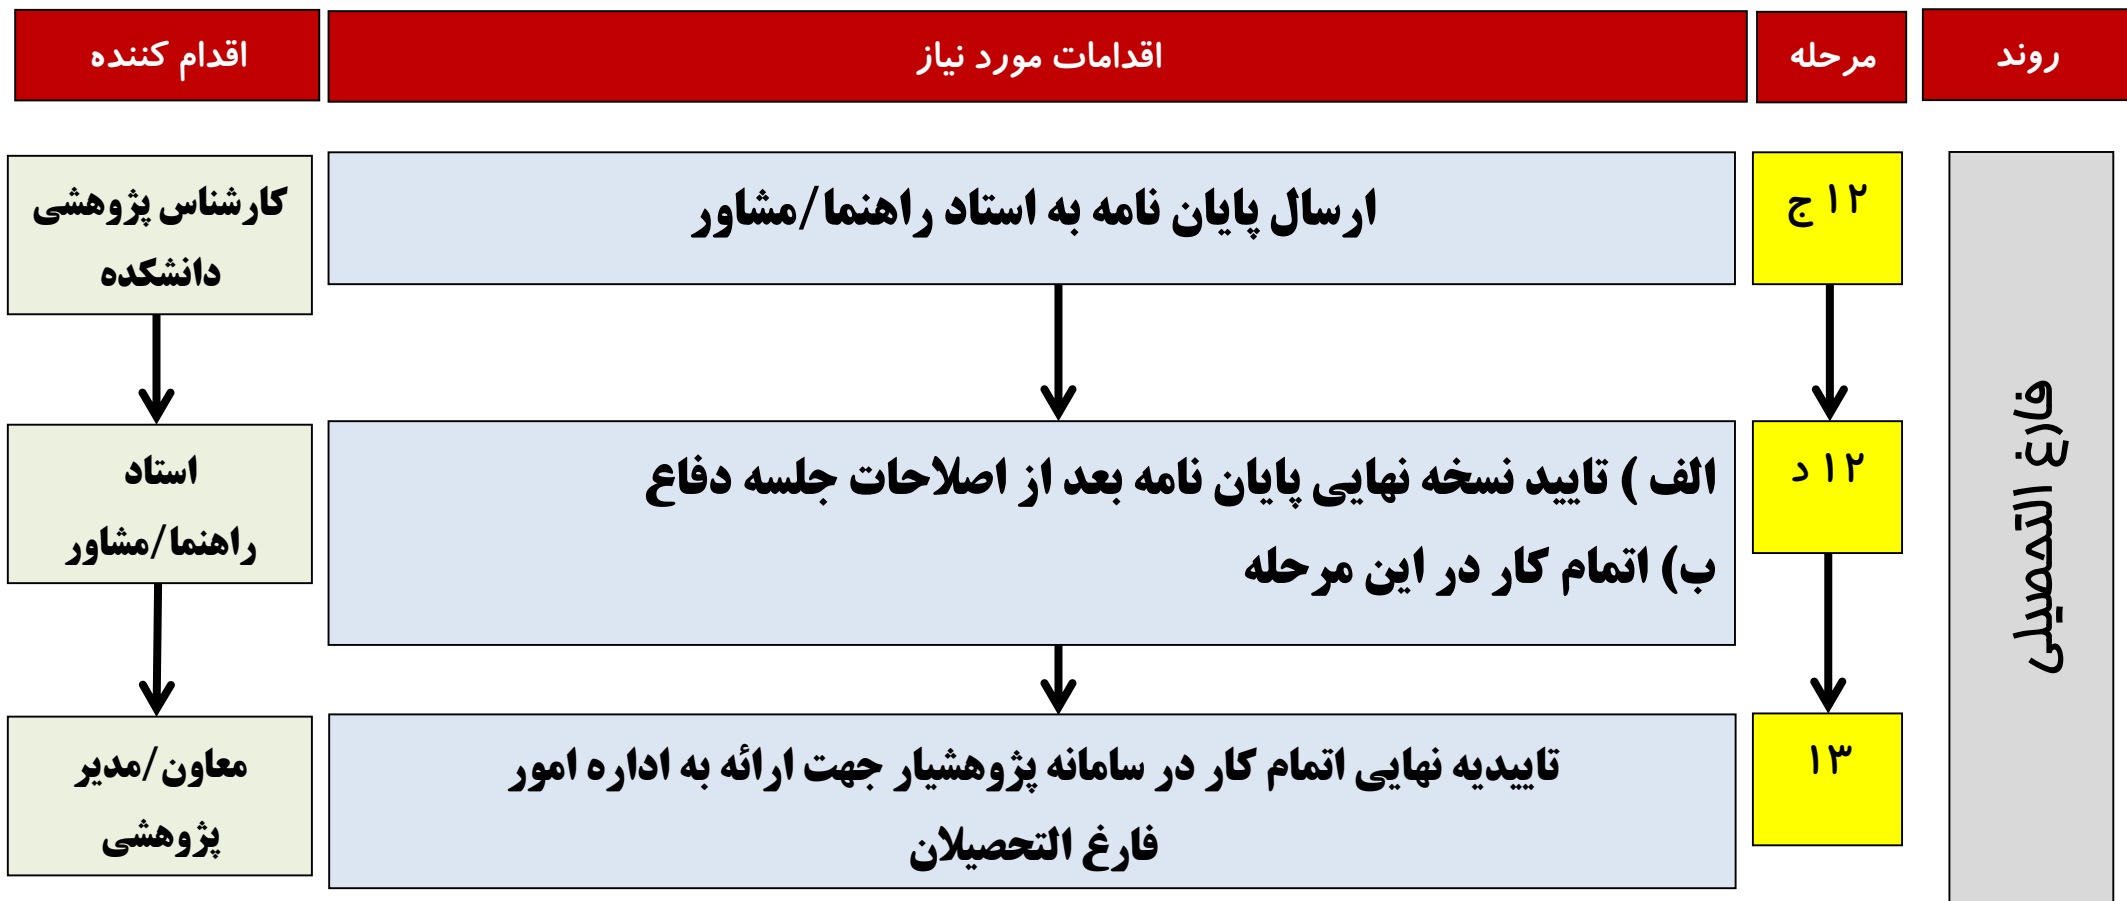 روند
مرحله
اقدامات مورد نیاز
اقدام کننده
فارغ التحصیلی
۱۲ ج
ارسال پایان نامه به استاد راهنما/مشاور
کارشناس پژوهشی
دانشکده
۱۲ د
الف ) تایید نسخه نهایی پایان نامه بعد از اصلاحات جلسه دفاع
ب) اتمام کار در این مرحله
استاد
راهنما/مشاور
۱۳
تاییدیه نهایی اتمام کار در سامانه پژوهشیار جهت ارائه به اداره امور
فارغ التحصیلان
معاون/مدیر
پژوهشی